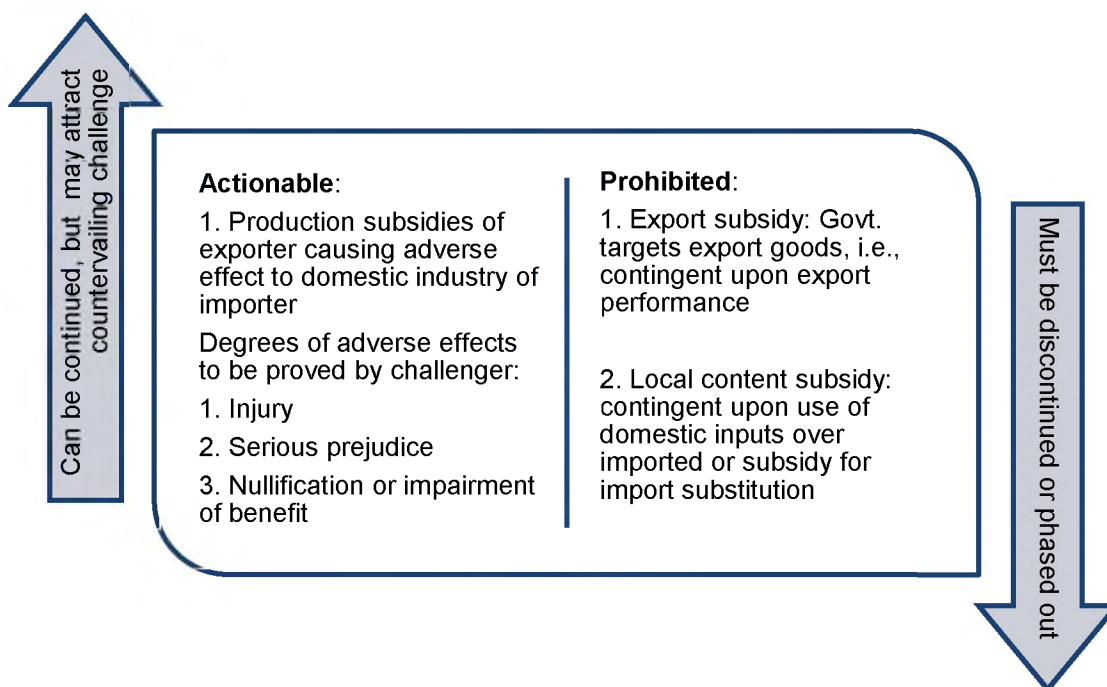 Can be continued, but may attract
countervailing challenge
Actionable:
1. Production subsidies of
exporter causing adverse
effect to domestic industry of
importer
Degrees of adverse effects
to be proved by challenger:
1. Injury
2. Serious prejudice
3. Nullification or impairment
of benefit
Prohibited:
1. Export subsidy: Govt.
targets export goods, i.e.,
contingent upon export
performance
2. Local content subsidy:
contingent upon use of
domestic inputs over
imported or subsidy for
import substitution
Must be discontinued or phased out